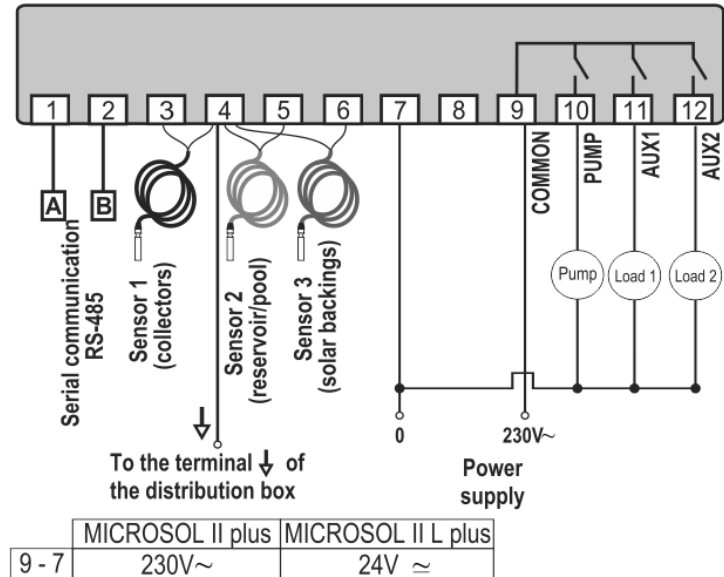 1 2 3 4 5 6 7 8 9 10 11 12
A B
Serial communication
RS-485
Sensor 1
(collectors)
Sensor 2
(reservoir/pool)
Sensor 3
(solar backings)
COMMON
PUMP
AUX1
AUX2
Pump Load 1 Load 2
0 230V~
To the terminal ↓ of
the distribution box
Power
supply
MICROSOL II plus MICROSOL II L plus
9 - 7 230V~ 24V ≃